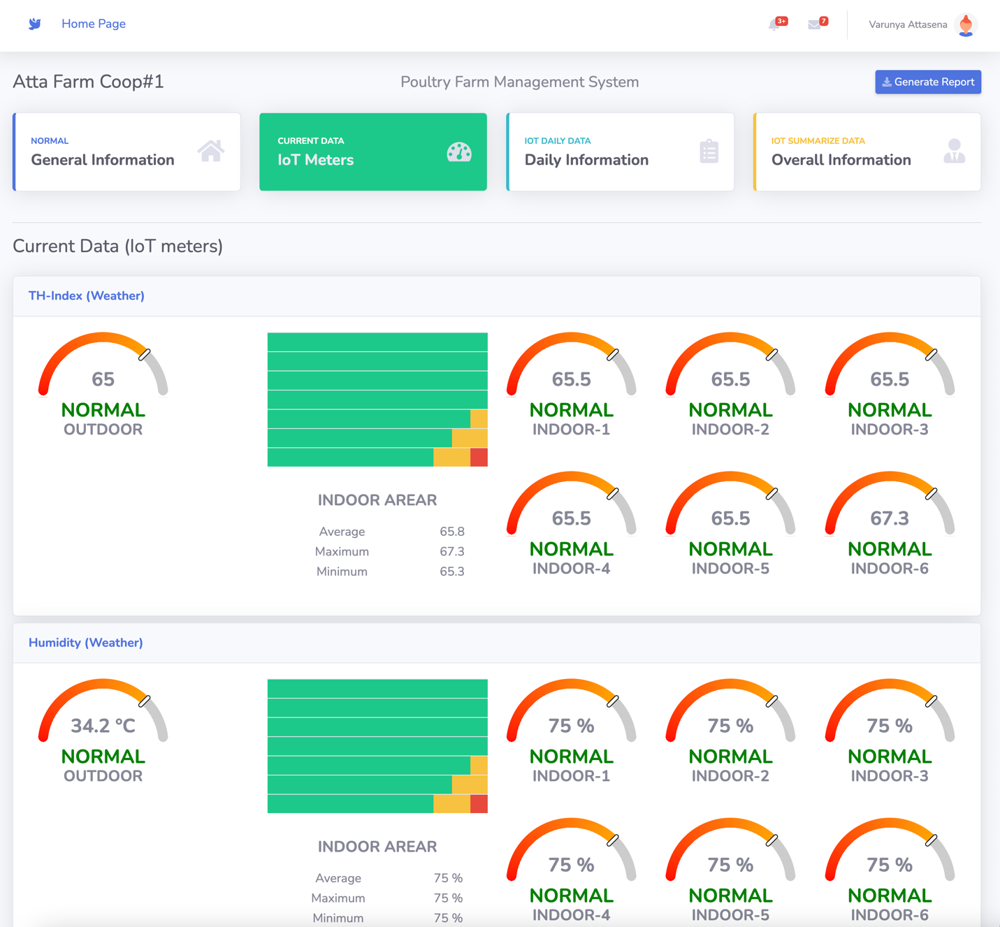 Home Page
3+
7
Varunya Attasena
Atta Farm Coop#1
Poultry Farm Management System
Generate Report
NORMAL
General Information
CURRENT DATA
IoT Meters
IOT DAILY DATA
Daily Information
IOT SUMMARIZE DATA
Overall Information
Current Data (IoT meters)
TH-Index (Weather)
65
NORMAL
OUTDOOR
INDOOR AREAR
Average 65.8
Maximum 67.3
Minimum 65.3
65.5
NORMAL
INDOOR-1
65.5
NORMAL
INDOOR-2
65.5
NORMAL
INDOOR-3
65.5
NORMAL
INDOOR-4
65.5
NORMAL
INDOOR-5
67.3
NORMAL
INDOOR-6
Humidity (Weather)
34.2 °C
NORMAL
OUTDOOR
INDOOR AREAR
Average 75 %
Maximum 75 %
Minimum 75 %
75 %
NORMAL
INDOOR-1
75 %
NORMAL
INDOOR-2
75 %
NORMAL
INDOOR-3
75 %
NORMAL
INDOOR-4
75 %
NORMAL
INDOOR-5
75 %
NORMAL
INDOOR-6